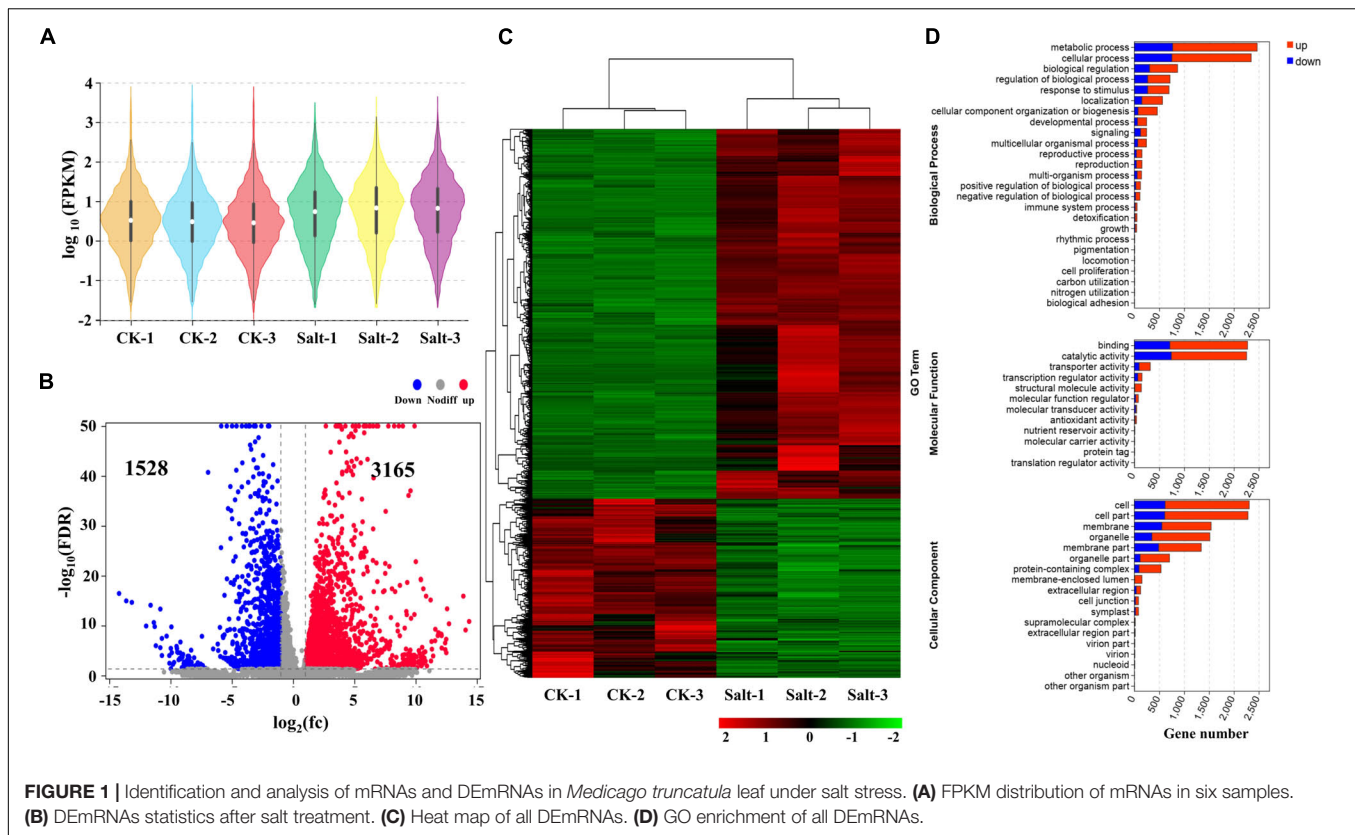 A
log 10(FPKM)
4
3
2
1
0
-1
-2
CK-1 CK-2 CK-3 Salt-1 Salt-2 Salt-3
B
Down Nodiff up
-log10(FDR)
50
40
30
20
10
0
1528
3165
-15 -10 -5 0 5 10 15
log2(fc)
C
CK-1 CK-2 CK-3 Salt-1 Salt-2 Salt-3
2 1 0 -1 -2
D
up
down
GO Term
Biological Process
metabolic process
cellular process
biological regulation
regulation of biological process
response to stimulus
localization
cellular component organization or biogenesis
developmental process
signaling
multicellular organismal process
reproductive process
reproduction
multi-organism process
positive regulation of biological process
negative regulation of biological process
immune system process
detoxification
growth
rhythmic process
pigmentation
locomotion
cell proliferation
carbon utilization
nitrogen utilization
biological adhesion
0 500 1.000 1.500 2.000 2.500
Molecular Function
binding
catalytic activity
transporter activity
transcription regulator activity
structural molecule activity
molecular function regulator
molecular transducer activity
antioxidant activity
nutrient reservoir activity
molecular carrier activity
protein tag
translation regulator activity
0 500 1.000 1.500 2.000 2.500
Cellular Component
cell
cell part
membrane
organelle
membrane part
organelle part
protein-containing complex
membrane-enclosed lumen
extracellular region
cell junction
symplast
supramolecular complex
extracellular region part
virion part
virion
nucleoid
other organism
other organism part
0 500 1.000 1.500 2.000 2.500
Gene number
FIGURE 1 | Identification and analysis of mRNAs and DEmRNAs in Medicago truncatula leaf under salt stress. (A) FPKM distribution of mRNAs in six samples.
(B) DEmRNAs statistics after salt treatment. (C) Heat map of all DEmRNAs. (D) GO enrichment of all DEmRNAs.